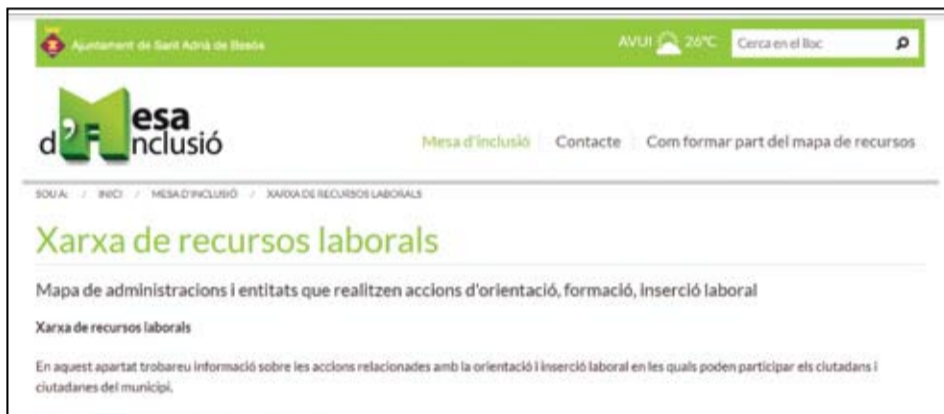 Ajuntament de Sant Adrià de Besòs
AVUI 26ºC
Cerca en el lloc
Mesa
d'Inclusió
Mesa d'inclusió
Contacte
Com formar part del mapa de recursos
SOU A: / INICI / MESA D'INCLUSIÓ / XARXA DE RECURSOS LABORALS
Xarxa de recursos laborals
Mapa de administracions i entitats que realitzen accions d'orientació, formació, inserció laboral
Xarxa de recursos laborals
En aquest apartat trobareu informació sobre les accions relacionades amb la orientació i inserció laboral en les quals poden participar els ciutadans i
ciutadanes del municipi.